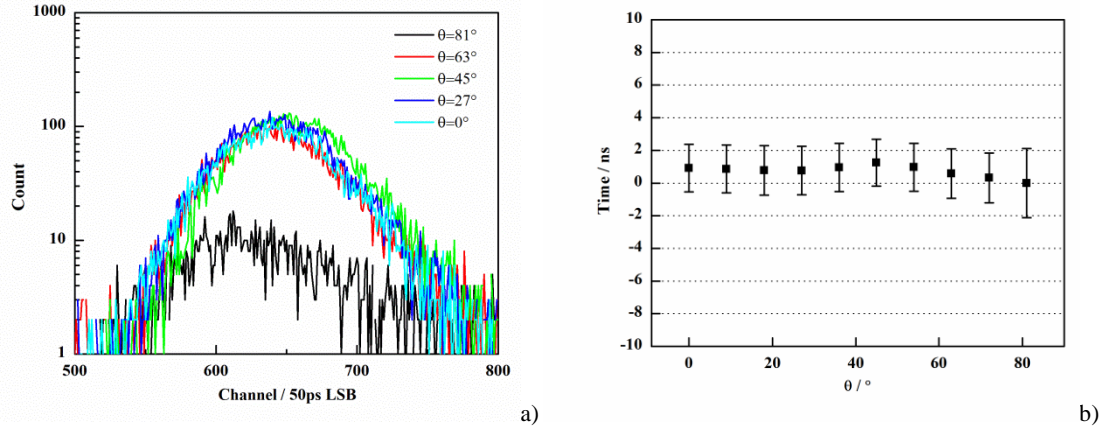 1000
100
10
1
Count
θ=81°
θ=63°
θ=45°
θ=27°
θ=0°
500
600
700
800
Channel / 50ps LSB
a)
10
8
6
4
2
0
-2
-4
-6
-8
-10
Time / ns
0
20
40
60
80
θ / °
b)